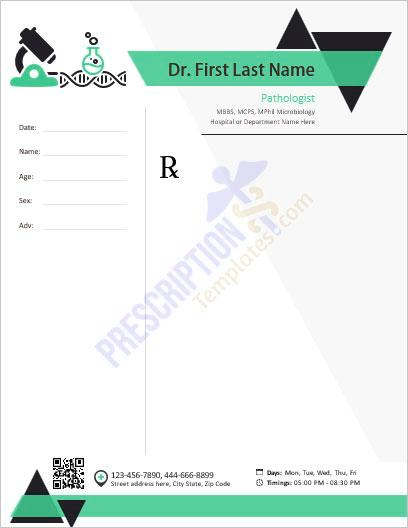 Dr. First Last Name
Pathologist
MBBS, MCPS, MPhil Microbiology
Hospital or Department Name Here
Date:
Name:
Age:
Sex:
Adv:
℞
PRESCRIPTION
Templates.com
123-456-7890, 444-666-8899
Street address here, City State, Zip Code
Days: Mon, Tue, Wed, Thu, Fri
Timings: 05:00 PM - 08:30 PM